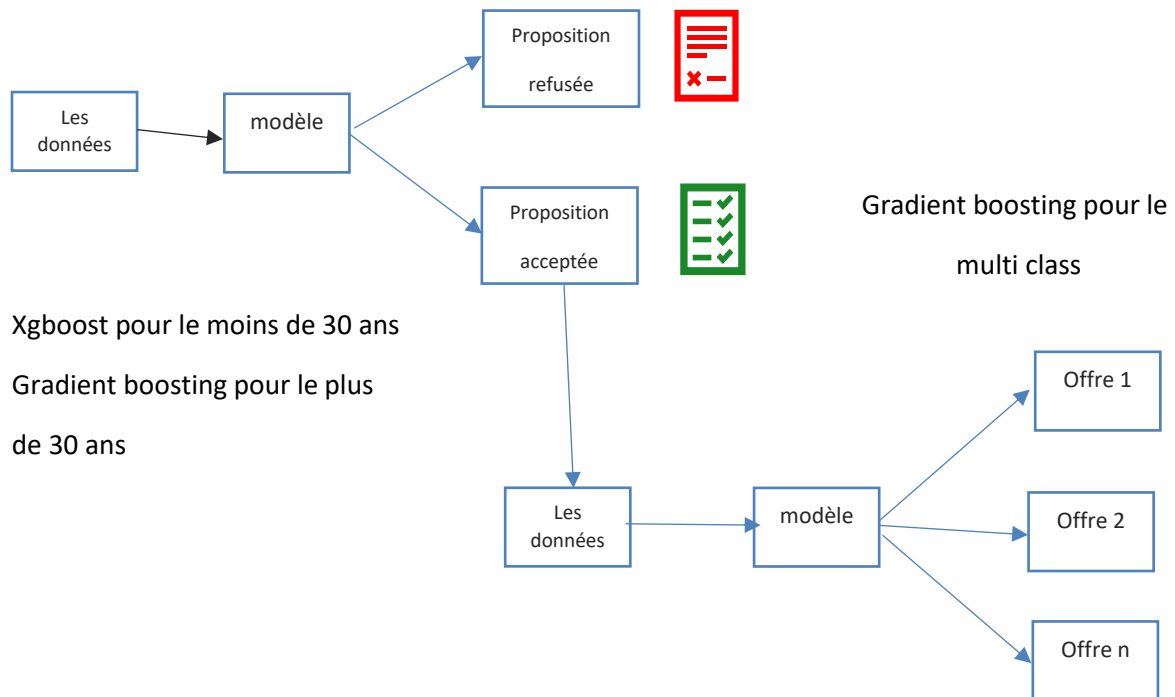 Proposition
refusée
Les
données
modèle
Proposition
acceptée
Gradient boosting pour le
multi class
Xgboost pour le moins de 30 ans
Gradient boosting pour le plus
de 30 ans
Les
données
modèle
Offre 1
Offre 2
Offre n